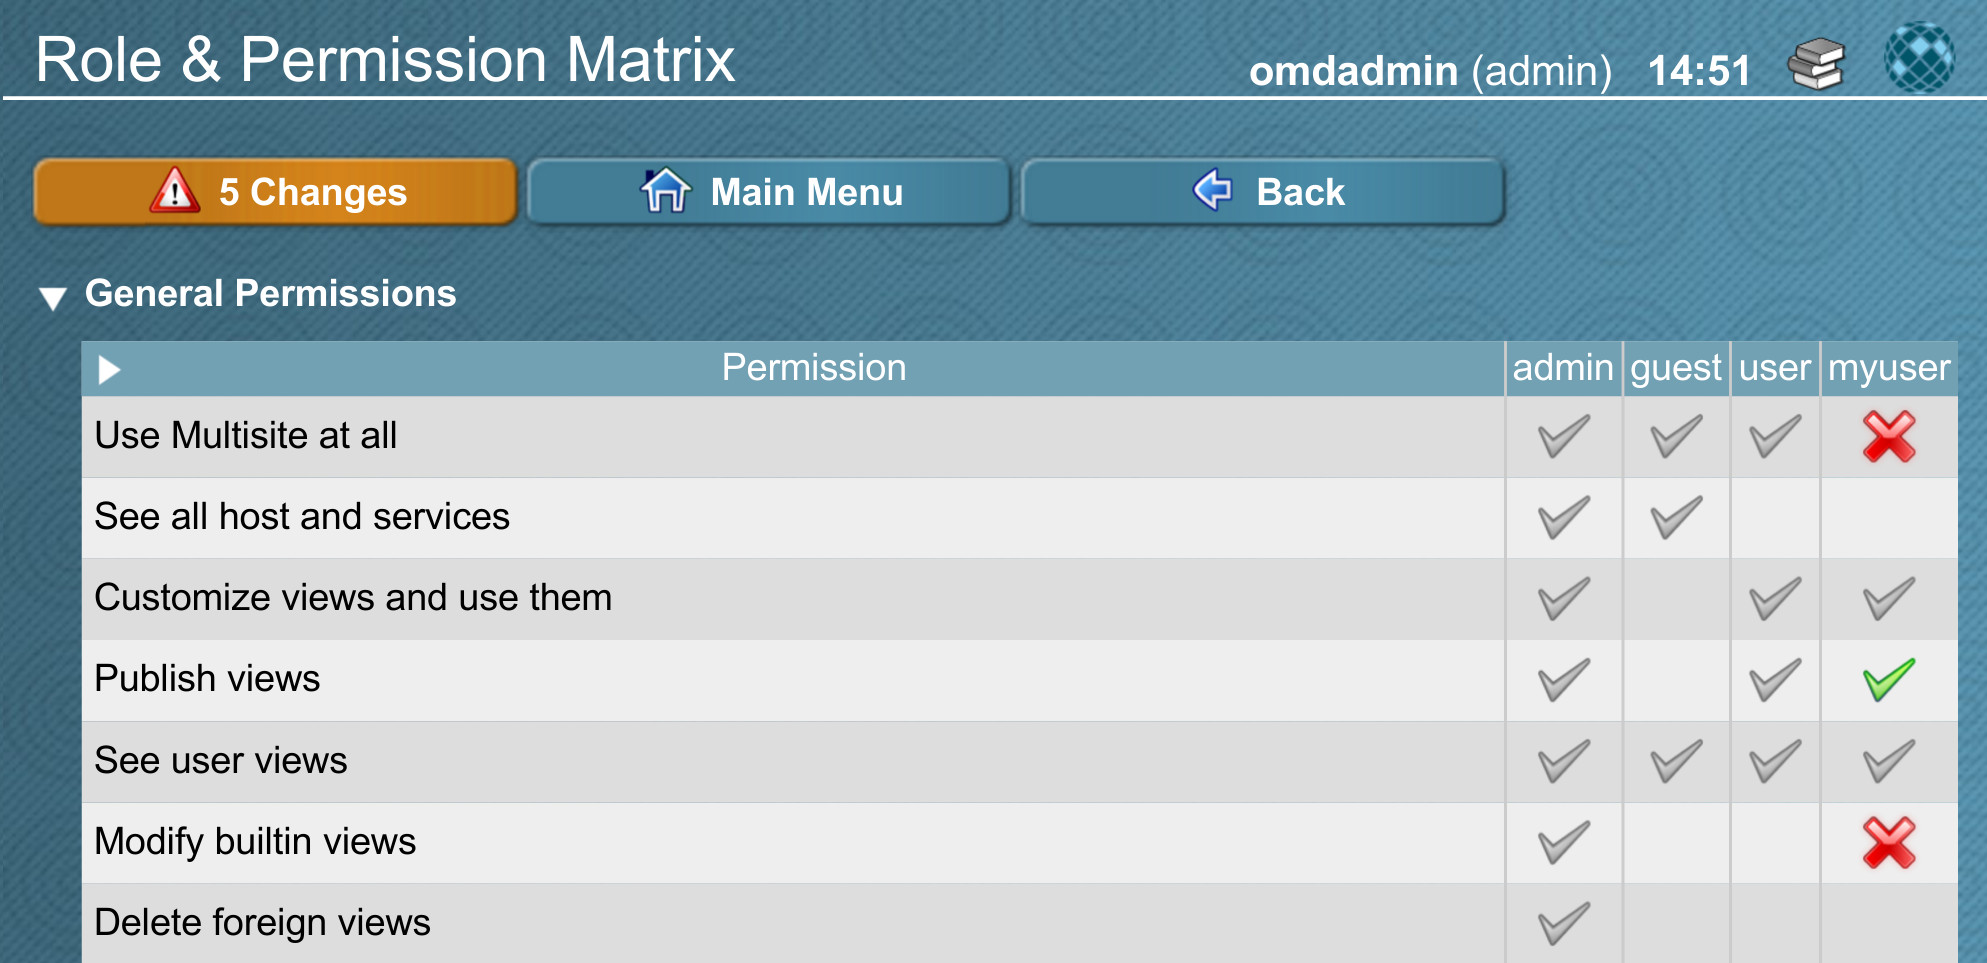 Role & Permission Matrix
omdadmin (admin) 14:51
5 Changes Main Menu Back
General Permissions
Permission admin guest user myuser
Use Multisite at all
See all host and services
Customize views and use them
Publish views
See user views
Modify builtin views
Delete foreign views